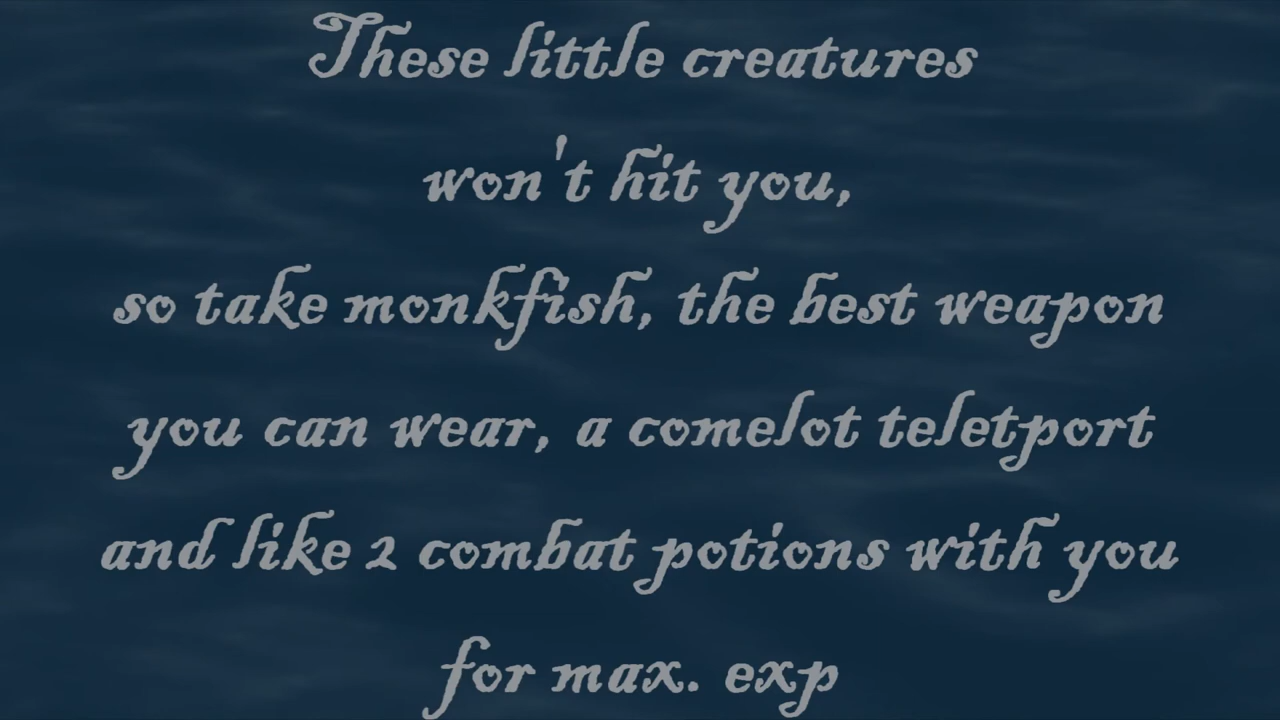 These little creatures
won't hit you,
so take monkfish, the best weapon
you can wear, a comelot teletport
and like 2 combat potions with you
for max. exp